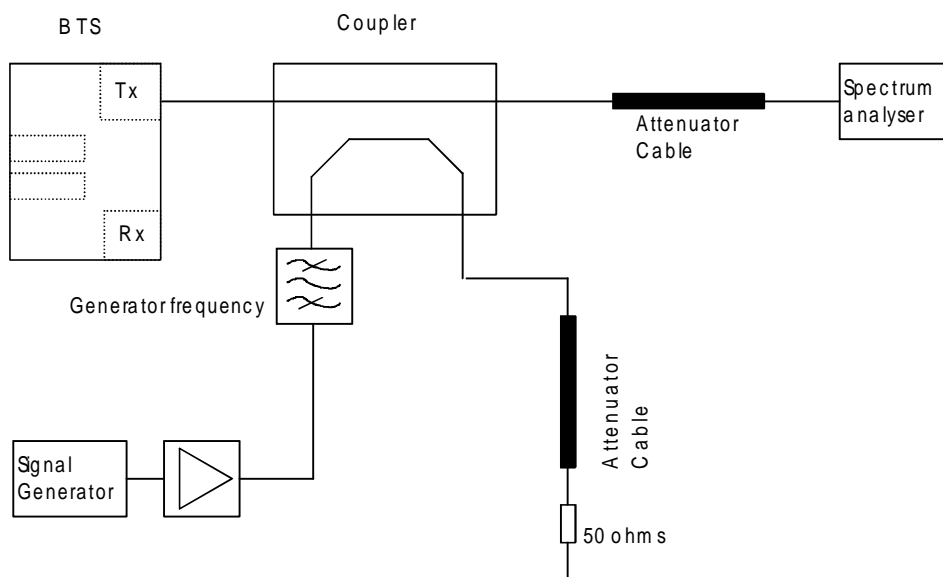 BTS
Coupler
Tx
Spectrum
analyser
Attenuator
Cable
Rx
Generator frequency
Attenuator
Cable
Signal
Generator
50 ohms